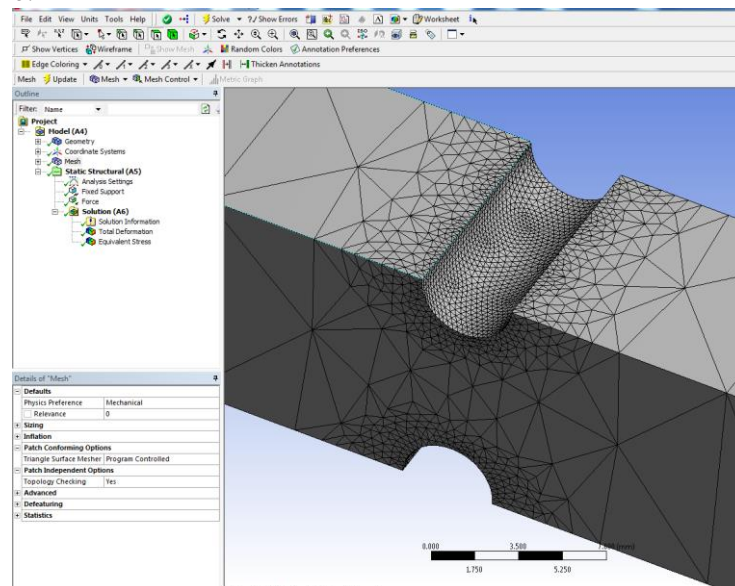 File Edit View Units Tools Help Solve ?/ Show Errors A Worksheet
Show Vertices Wireframe Show Mesh Random Colors Annotation Preferences
Edge Coloring Thicken Annotations
Mesh Update Mesh Mesh Control Metric Graph
Outline
Filter: Name
Project
Model (A4)
Geometry
Coordinate Systems
Mesh
Static Structural (A5)
Analysis Settings
Fixed Support
Force
Solution (A6)
Solution Information
Total Deformation
Equivalent Stress
Details of "Mesh"
Defaults
Physics Preference Mechanical
Relevance 0
Sizing
Inflation
Patch Conforming Options
Triangle Surface Mesher Program Controlled
Patch Independent Options
Topology Checking Yes
Advanced
Defeaturing
Statistics
0.000 3.500 (mm)
1.750 5.250